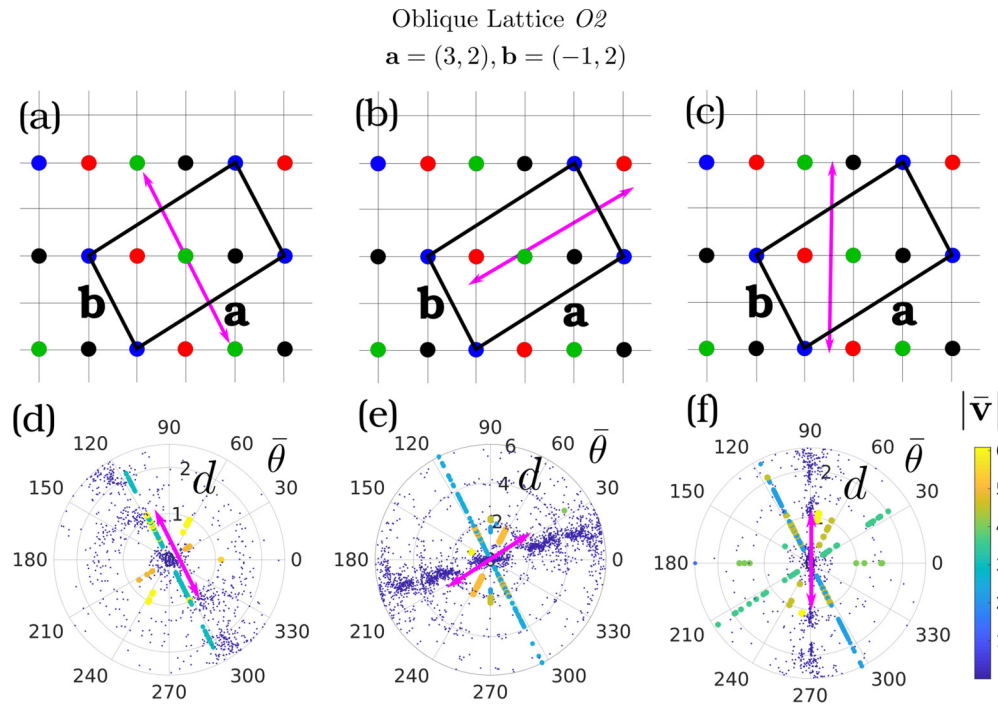 Oblique Lattice O2
a = (3, 2), b = (−1, 2)
(a) (b) (c)
b a b a b a
(d) (e) (f) |v̄|
90 90 90
120 60 120 6 60 120 60
θ̄ θ̄ θ̄
2 d 4 d 2 d
150 30 150 30 150 30
1 2
180 0 0 180 0 180 0
210 330 210 330 210 330
240 300 240 300 240 300
270 270 270